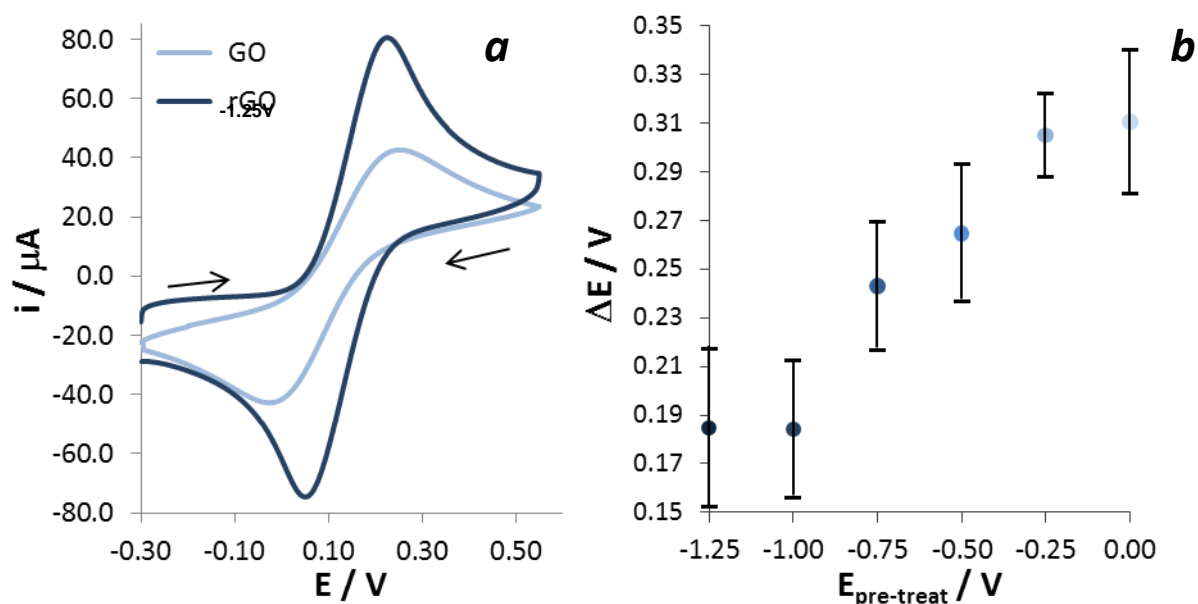 a
GO
rGO -1.25V
80.0
60.0
40.0
20.0
0.0
-20.0
-40.0
-60.0
-80.0
i / µA
-0.30 -0.10 0.10 0.30 0.50
E / V
b
0.35
0.33
0.31
0.29
0.27
0.25
0.23
0.21
0.19
0.17
0.15
ΔE / V
-1.25 -1.00 -0.75 -0.50 -0.25 0.00
Epre-treat / V